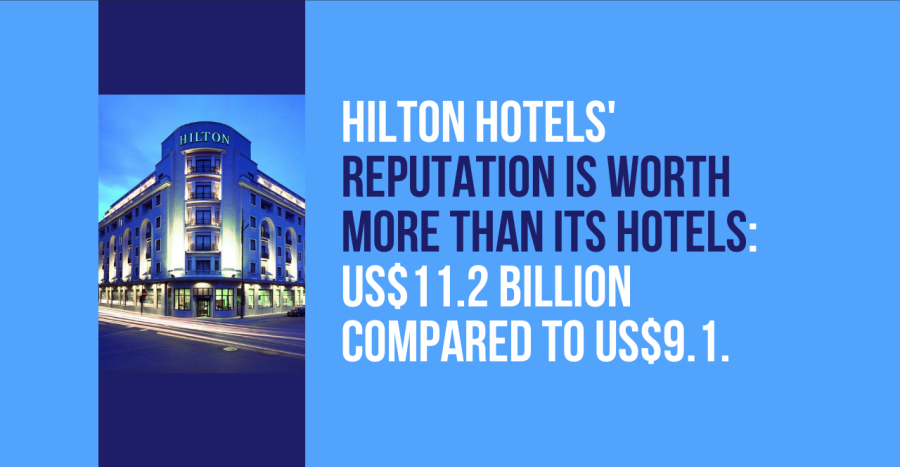 HILTON
HILTON HOTELS'
REPUTATION IS WORTH
MORE THAN ITS HOTELS:
US$11.2 BILLION
COMPARED TO US$9.1.